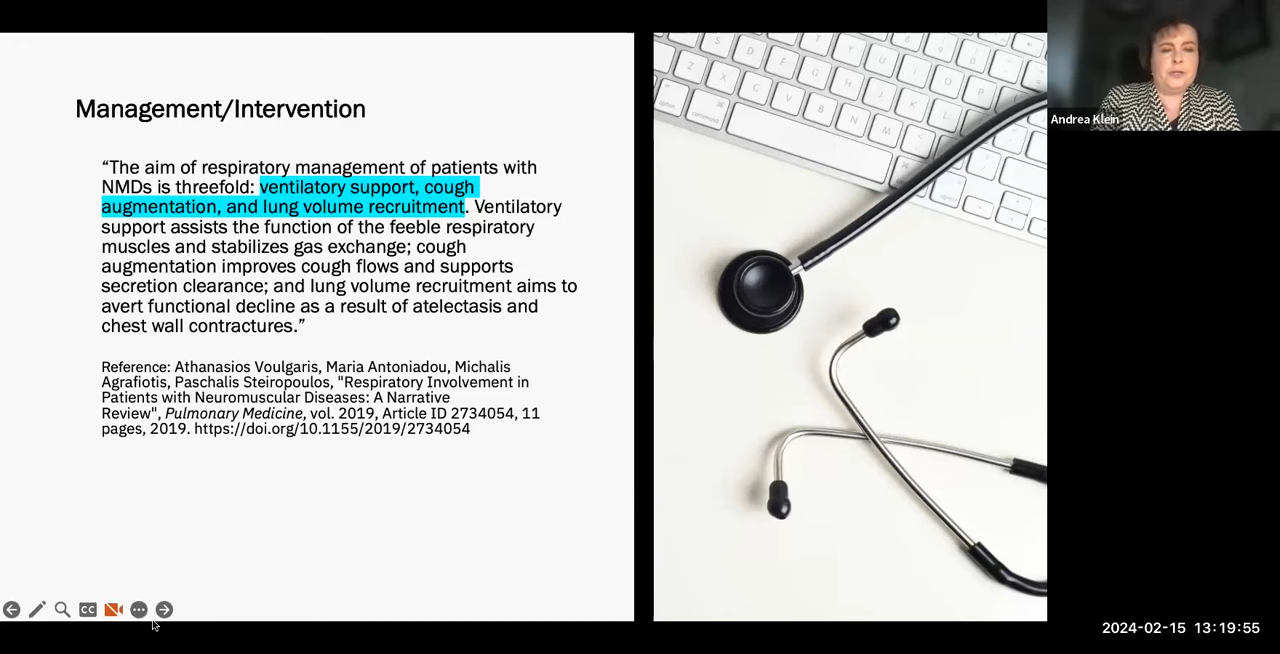 Management/Intervention
“The aim of respiratory management of patients with
NMDs is threefold: ventilatory support, cough
augmentation, and lung volume recruitment. Ventilatory
support assists the function of the feeble respiratory
muscles and stabilizes gas exchange; cough
augmentation improves cough flows and supports
secretion clearance; and lung volume recruitment aims to
avert functional decline as a result of atelectasis and
chest wall contractures.”
Reference: Athanasios Voulgaris, Maria Antoniadou, Michalis
Agrafiotis, Paschalis Steiropoulos, "Respiratory Involvement in
Patients with Neuromuscular Diseases: A Narrative
Review", Pulmonary Medicine, vol. 2019, Article ID 2734054, 11
pages, 2019. https://doi.org/10.1155/2019/2734054
CC
S D F G H J K L
Z X C V B N M
option command
Andrea Klein
2024-02-15 13:19:55